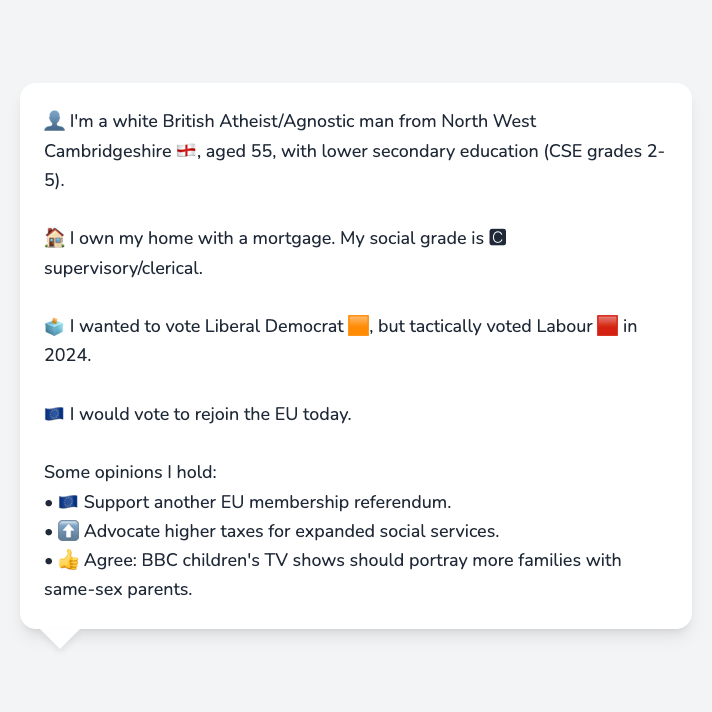 👤 I'm a white British Atheist/Agnostic man from North West
Cambridgeshire 🏴󠁧󠁢󠁥󠁮󠁧󠁿, aged 55, with lower secondary education (CSE grades 2-
5).
🏠 I own my home with a mortgage. My social grade is 🅲
supervisory/clerical.
🗳️ I wanted to vote Liberal Democrat 🟧, but tactically voted Labour 🟥 in
2024.
🇪🇺 I would vote to rejoin the EU today.
Some opinions I hold:
• 🇪🇺 Support another EU membership referendum.
• ⬆️ Advocate higher taxes for expanded social services.
• 👍 Agree: BBC children's TV shows should portray more families with
same-sex parents.